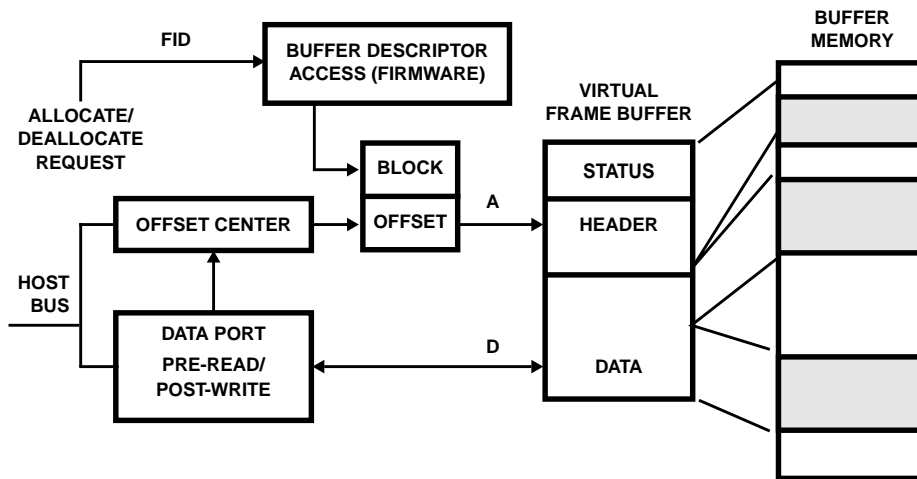 BUFFER
MEMORY
FID
BUFFER DESCRIPTOR
ACCESS (FIRMWARE)
VIRTUAL
FRAME BUFFER
ALLOCATE/
DEALLOCATE
REQUEST
BLOCK
OFFSET
A
STATUS
HEADER
OFFSET CENTER
HOST
BUS
DATA PORT
PRE-READ/
POST-WRITE
D
DATA